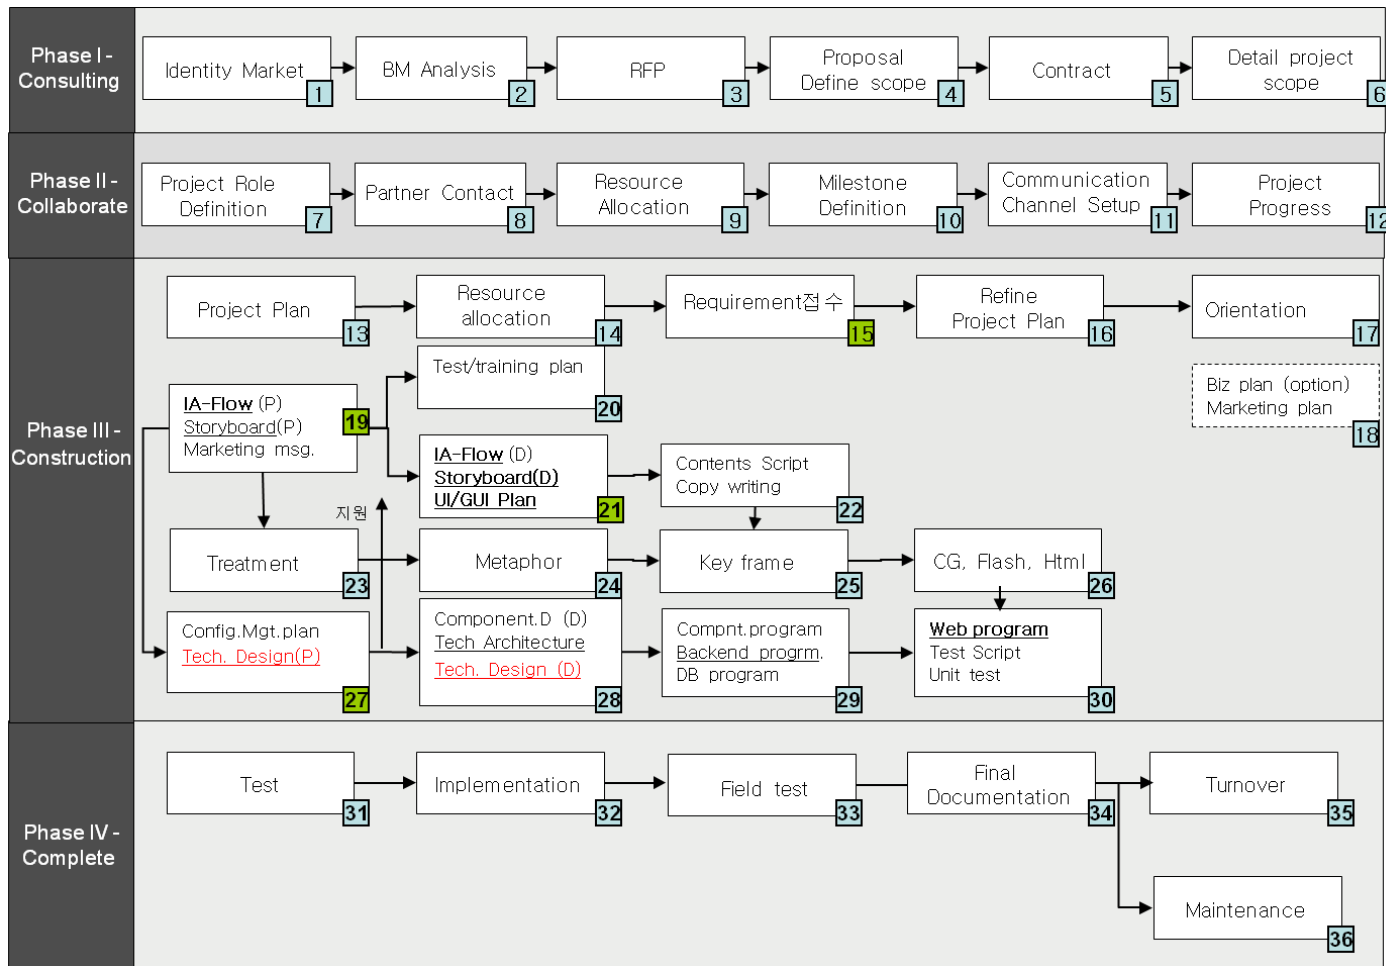 Phase I -
Consulting
Identity Market
1
BM Analysis
2
RFP
3
Proposal
Define scope
4
Contract
5
Detail project
scope
6
Phase II -
Collaborate
Project Role
Definition
7
Partner Contact
8
Resource
Allocation
9
Milestone
Definition
10
Communication
Channel Setup
11
Project
Progress
12
Phase III -
Construction
Project Plan
13
Resource
allocation
14
Requirement접수
15
Refine
Project Plan
16
Orientation
17
Biz plan (option)
Marketing plan
18
IA-Flow (P)
Storyboard(P)
Marketing msg.
19
Test/training plan
20
IA-Flow (D)
Storyboard(D)
UI/GUI Plan
21
Contents Script
Copy writing
22
지원
Treatment
23
Metaphor
24
Key frame
25
CG, Flash, Html
26
Config.Mgt.plan
Tech. Design(P)
27
Component.D (D)
Tech Architecture
Tech. Design (D)
28
Compnt.program
Backend progrm.
DB program
29
Web program
Test Script
Unit test
30
Phase IV -
Complete
Test
31
Implementation
32
Field test
33
Final
Documentation
34
Turnover
35
Maintenance
36